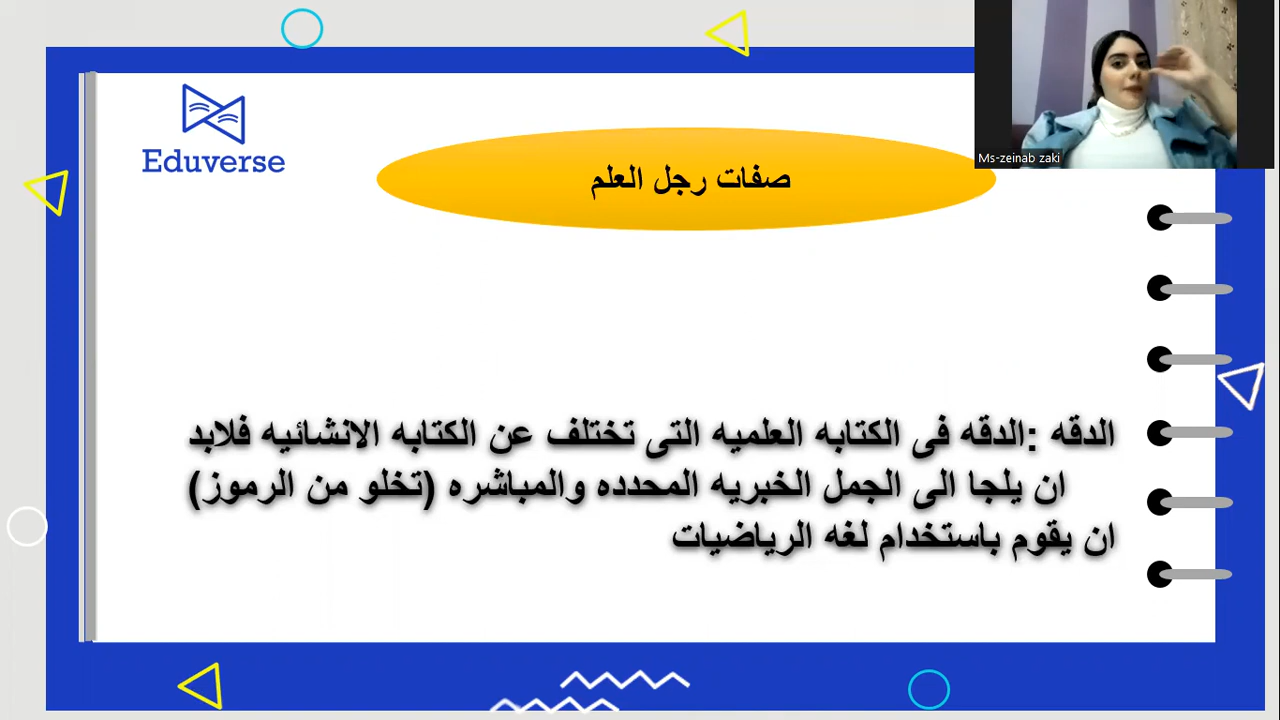 Eduverse
Ms-zeinab zaki
صفات رجل العلم
الدقه :الدقه فى الكتابه العلميه التى تختلف عن الكتابه الانشائيه فلابد
ان يلجا الى الجمل الخبريه المحدده والمباشره (تخلو من الرموز)
ان يقوم باستخدام لغه الرياضيات